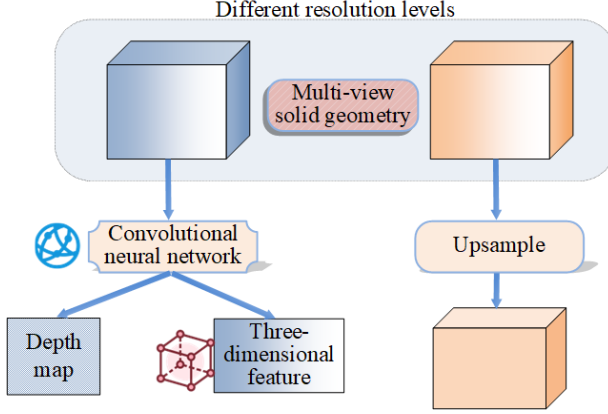 Different resolution levels
Multi-view
solid geometry
Convolutional
neural network
Upsample
Depth
map
Three-
dimensional
feature